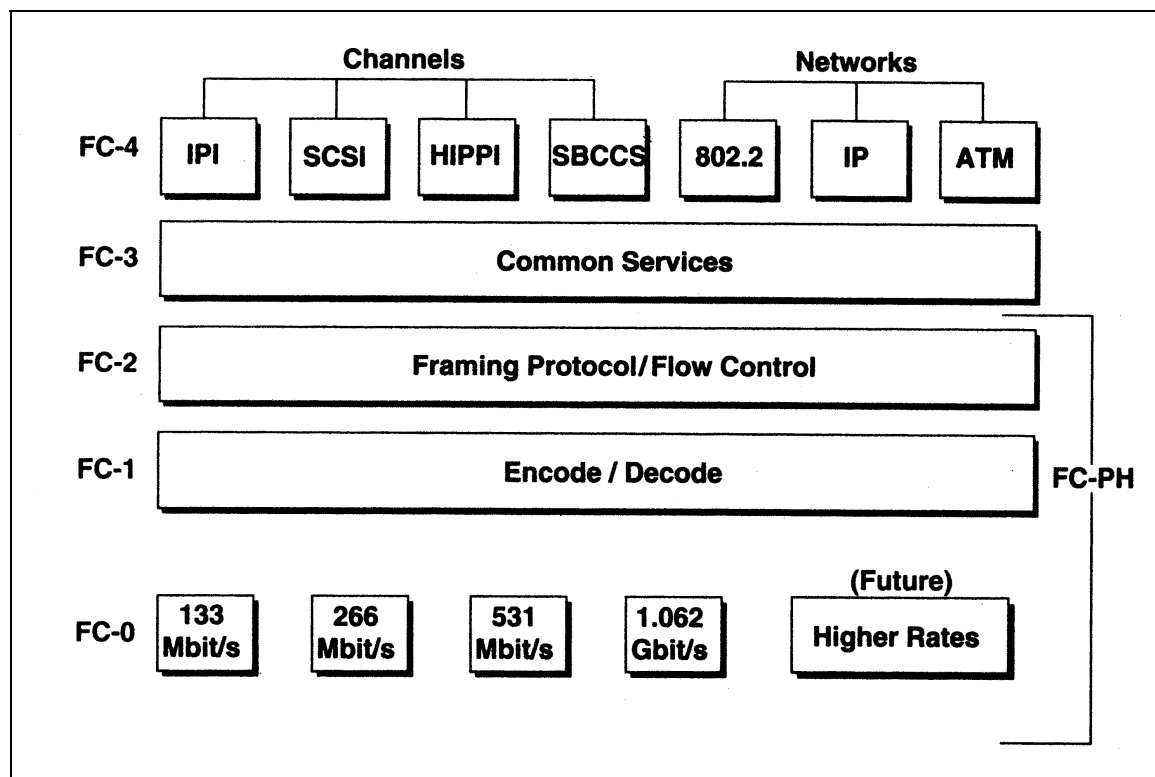 Channels Networks
FC-4 IPI SCSI HIPPI SBCCS 802.2 IP ATM
FC-3 Common Services
FC-2 Framing Protocol/Flow Control
FC-1 Encode / Decode
FC-PH
(Future)
FC-0 133 Mbit/s 266 Mbit/s 531 Mbit/s 1.062 Gbit/s Higher Rates